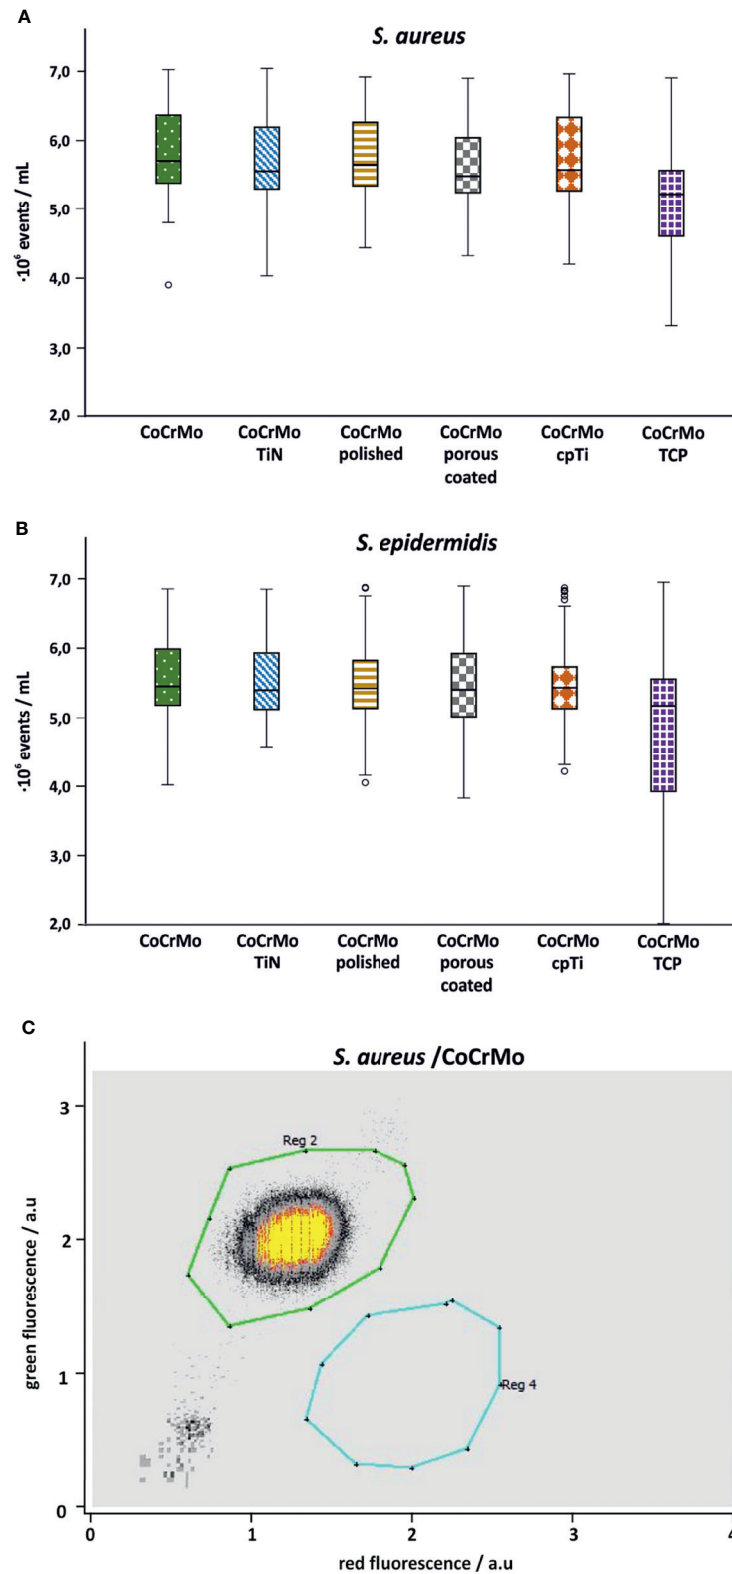 A
S. aureus
·10⁶ events / mL
7,0
6,0
5,0
4,0
3,0
2,0
CoCrMo
CoCrMo TiN
CoCrMo polished
CoCrMo porous coated
CoCrMo cpTi
CoCrMo TCP
B
S. epidermidis
·10⁶ events / mL
7,0
6,0
5,0
4,0
3,0
2,0
CoCrMo
CoCrMo TiN
CoCrMo polished
CoCrMo porous coated
CoCrMo cpTi
CoCrMo TCP
C
S. aureus /CoCrMo
green fluorescence / a.u
3
2
1
0
Reg 2
Reg 4
0 1 2 3 4
red fluorescence / a.u